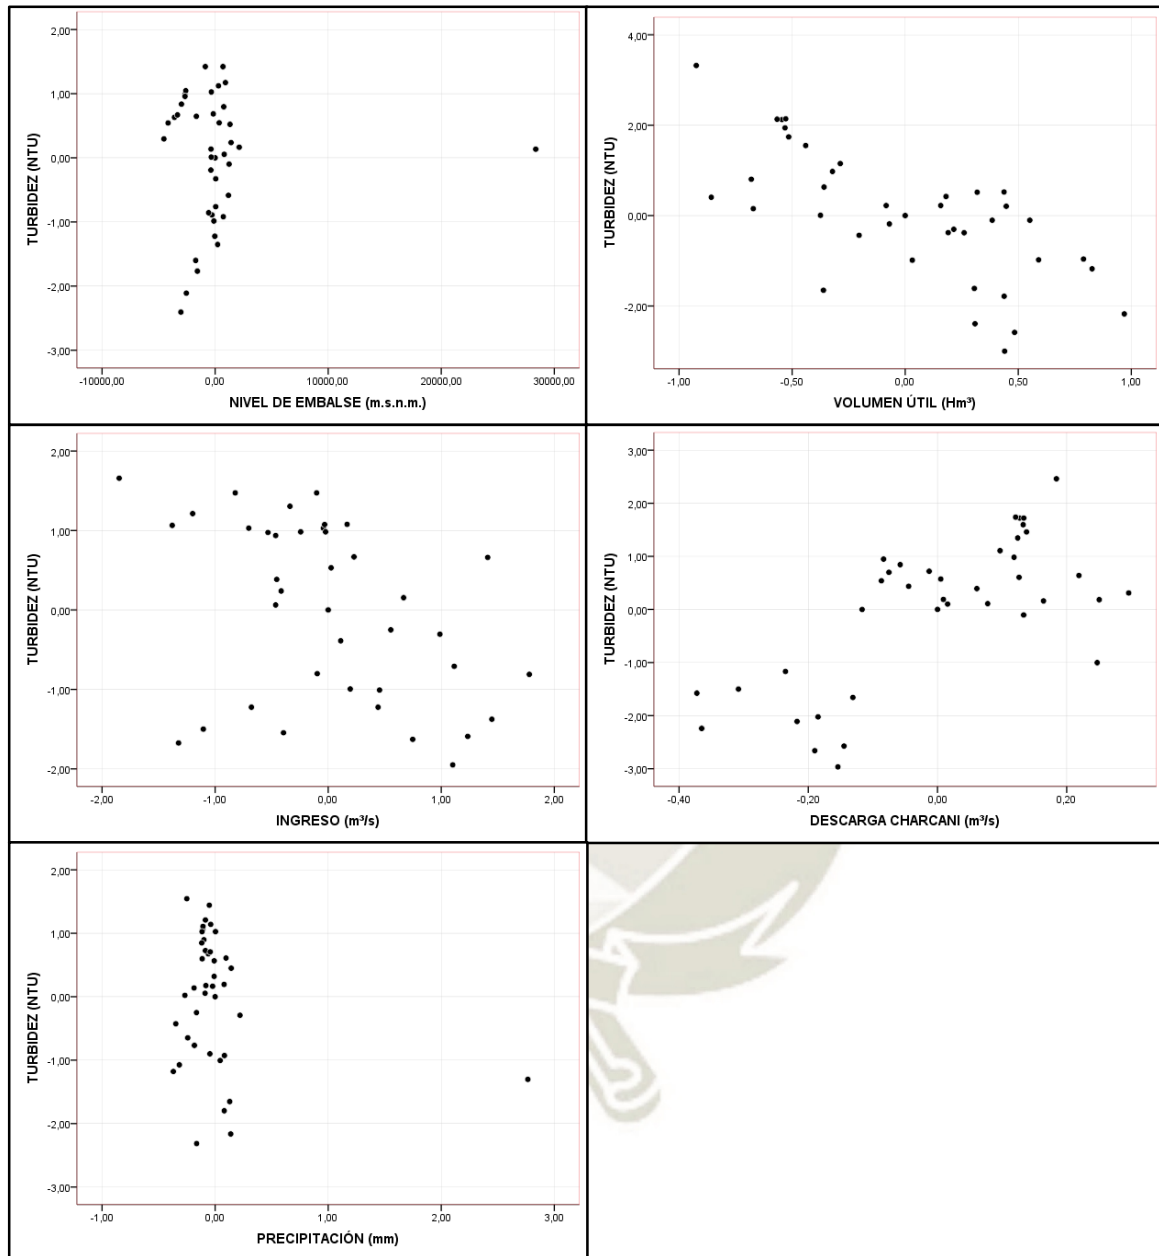 2,00
1,00
0,00
-1,00
-2,00
-3,00
TURBIDEZ (NTU)
-10000,00 0,00 10000,00 20000,00 30000,00
NIVEL DE EMBALSE (m.s.n.m.)
4,00
2,00
0,00
-2,00
TURBIDEZ (NTU)
-1,00 -0,50 0,00 0,50 1,00
VOLUMEN ÚTIL (Hm³)
2,00
1,00
0,00
-1,00
-2,00
TURBIDEZ (NTU)
-2,00 -1,00 0,00 1,00 2,00
INGRESO (m³/s)
3,00
2,00
1,00
0,00
-1,00
-2,00
-3,00
TURBIDEZ (NTU)
-0,40 -0,20 0,00 0,20
DESCARGA CHARCANI (m³/s)
2,00
1,00
0,00
-1,00
-2,00
-3,00
TURBIDEZ (NTU)
-1,00 0,00 1,00 2,00 3,00
PRECIPITACIÓN (mm)